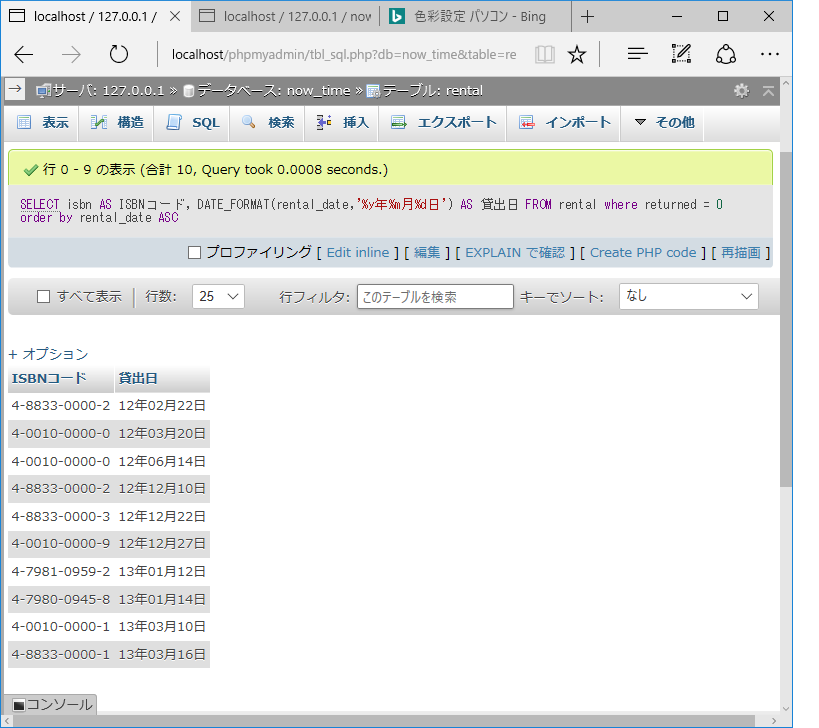 localhost / 127.0.0.1 /
localhost / 127.0.0.1 / now
色彩設定 パソコン - Bing
localhost/phpmyadmin/tbl_sql.php?db=now_time&table=re
サーバ: 127.0.0.1 » データベース: now_time » テーブル: rental
表示 構造 SQL 検索 挿入 エクスポート インポート その他
行 0 - 9 の表示 (合計 10, Query took 0.0008 seconds.)
SELECT isbn AS ISBNコード, DATE_FORMAT(rental_date,'%y年%m月%d日') AS 貸出日 FROM rental where returned = 0
order by rental_date ASC
プロファイリング [ Edit inline ] [ 編集 ] [ EXPLAIN で確認 ] [ Create PHP code ] [ 再描画 ]
すべて表示 行数: 25 行フィルタ: このテーブルを検索 キーでソート: なし
+ オプション
ISBNコード 貸出日
4-8833-0000-2 12年02月22日
4-0010-0000-0 12年03月20日
4-0010-0000-0 12年06月14日
4-8833-0000-2 12年12月10日
4-8833-0000-3 12年12月22日
4-0010-0000-9 12年12月27日
4-7981-0959-2 13年01月12日
4-7980-0945-8 13年01月14日
4-0010-0000-1 13年03月10日
4-8833-0000-1 13年03月16日
コンソール